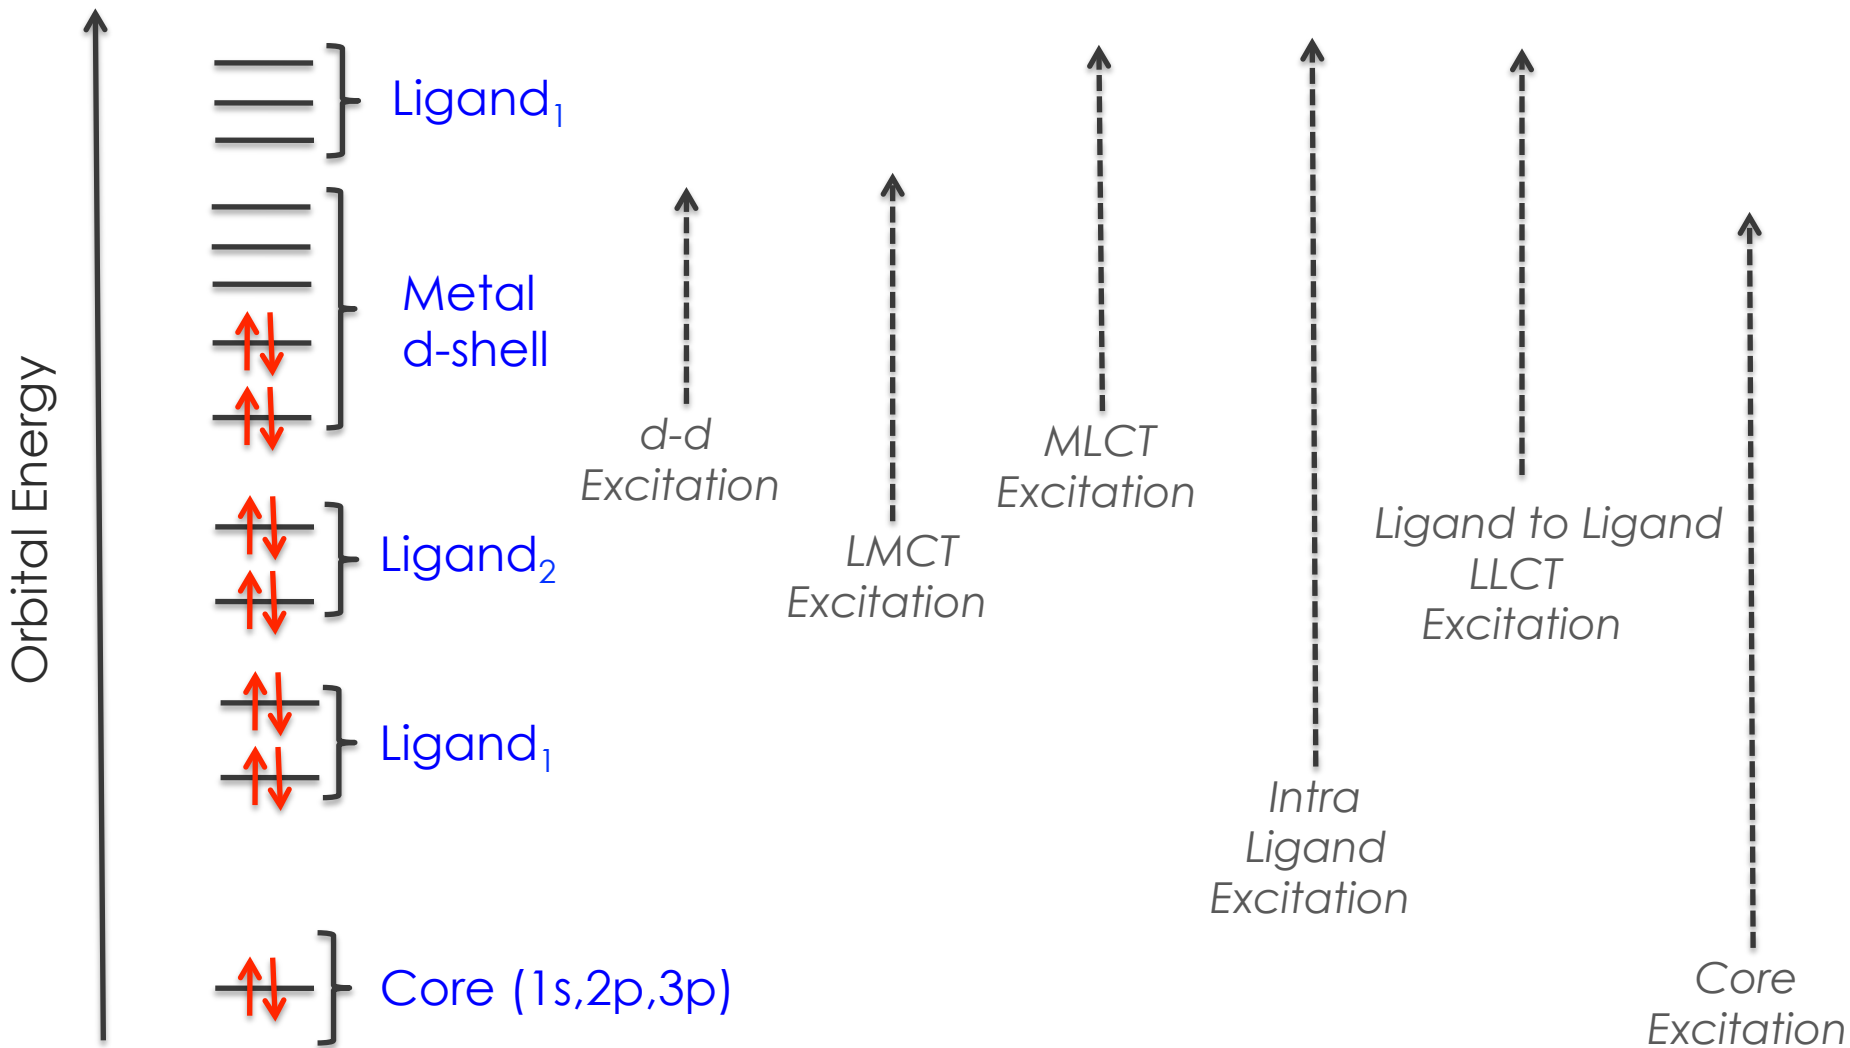 Orbital Energy
Ligand₁
Metal
d-shell
Ligand₂
Ligand₁
Core (1s,2p,3p)
d-d
Excitation
LMCT
Excitation
MLCT
Excitation
Intra
Ligand
Excitation
Ligand to Ligand
LLCT
Excitation
Core
Excitation